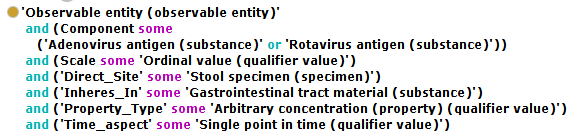 'Observable entity (observable entity)'
and (Component some
('Adenovirus antigen (substance)' or 'Rotavirus antigen (substance)'))
and (Scale some 'Ordinal value (qualifier value)')
and ('Direct_Site' some 'Stool specimen (specimen)')
and ('Inheres_In' some 'Gastrointestinal tract material (substance)')
and ('Property_Type' some 'Arbitrary concentration (property) (qualifier value)')
and ('Time_aspect' some 'Single point in time (qualifier value)')